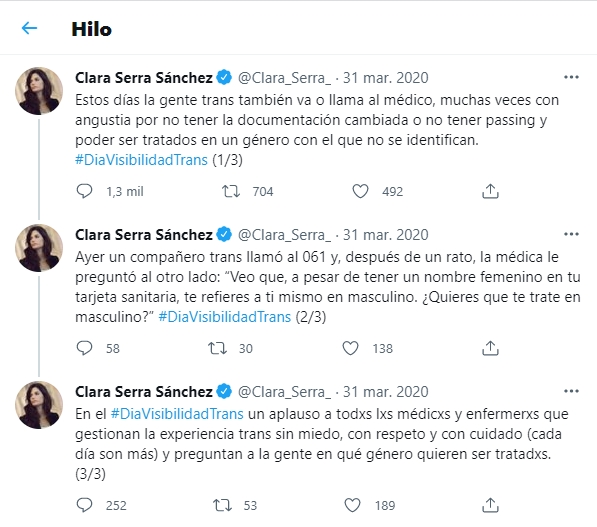 Hilo
Clara Serra Sánchez @Clara_Serra_ · 31 mar. 2020
Estos días la gente trans también va o llama al médico, muchas veces con
angustia por no tener la documentación cambiada o no tener passing y
poder ser tratados en un género con el que no se identifican.
#DiaVisibilidadTrans (1/3)
1,3 mil 704 492
Clara Serra Sánchez @Clara_Serra_ · 31 mar. 2020
Ayer un compañero trans llamó al 061 y, después de un rato, la médica le
preguntó al otro lado: “Veo que, a pesar de tener un nombre femenino en tu
tarjeta sanitaria, te refieres a ti mismo en masculino. ¿Quieres que te trate en
masculino?” #DiaVisibilidadTrans (2/3)
58 30 138
Clara Serra Sánchez @Clara_Serra_ · 31 mar. 2020
En el #DiaVisibilidadTrans un aplauso a todxs lxs médicxs y enfermerxs que
gestionan la experiencia trans sin miedo, con respeto y con cuidado (cada
día son más) y preguntan a la gente en qué género quieren ser tratadxs.
(3/3)
252 53 189